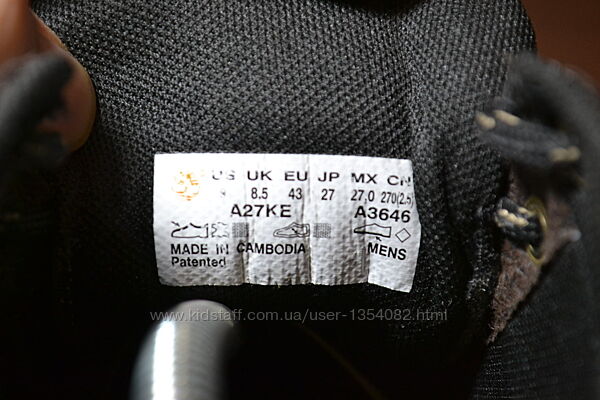 US UK EU JP MX CN
9 8.5 43 27 27,0 270(2.5)
A27KE A3646
MADE IN CAMBODIA MENS
Patented
www.kidstaff.com.ua/user-1354082.html